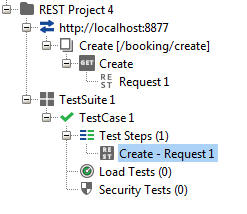 REST Project 4
http://localhost:8877
Create [/booking/create]
GET Create
REST Request 1
TestSuite 1
TestCase 1
Test Steps (1)
REST Create - Request 1
Load Tests (0)
Security Tests (0)